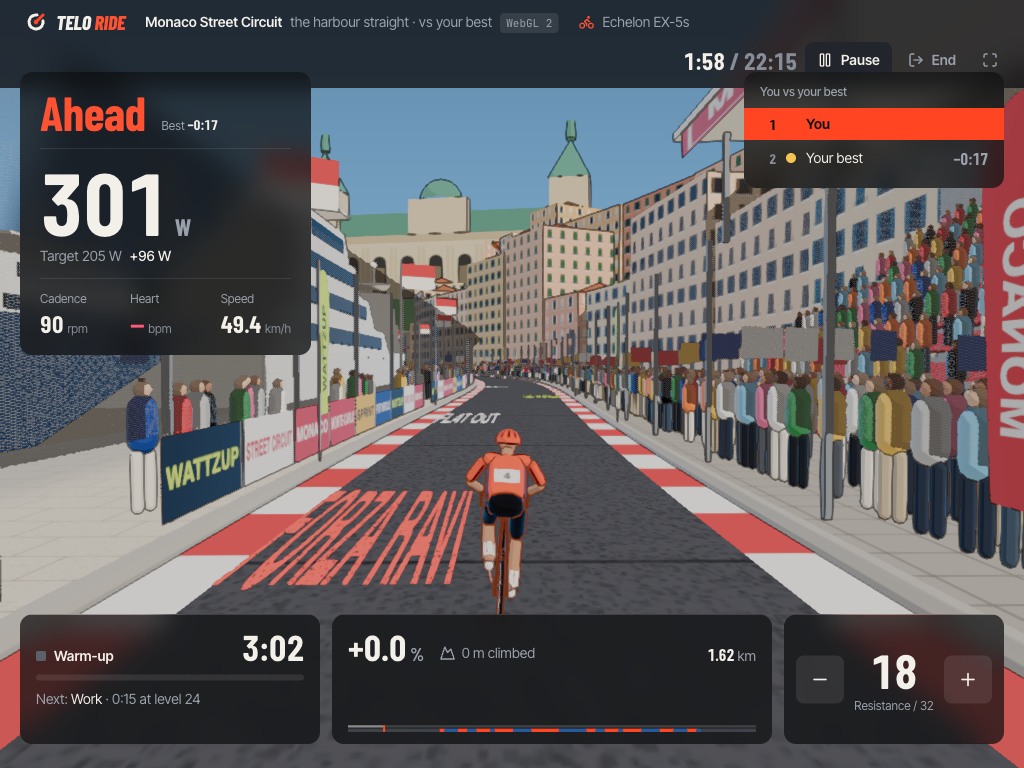 TELO RIDE Monaco Street Circuit the harbour straight · vs your best WebGL 2 Echelon EX-5s
1:58 / 22:15 Pause End
Ahead Best −0:17
301 W
Target 205 W +96 W
Cadence Heart Speed
90 rpm — bpm 49.4 km/h
You vs your best
1 You
2 Your best −0:17
WATTZUP
MONACO
FLAT OUT
WATTZUP
STREET CIRCUIT
MONACO
SPRINT
4
FORZA RAVI
Warm-up 3:02
Next: Work · 0:15 at level 24
+0.0 % 0 m climbed 1.62 km
− 18 +
Resistance / 32